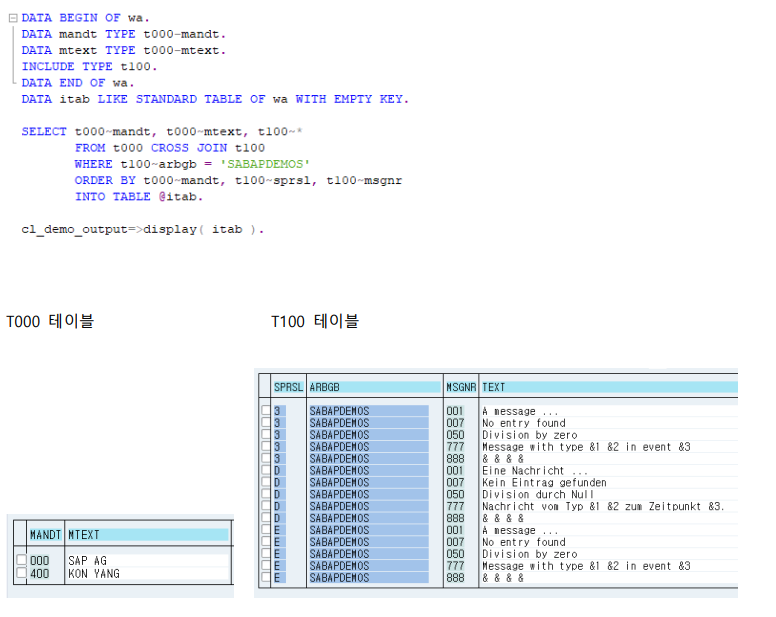 DATA BEGIN OF wa.
DATA mandt TYPE t000-mandt.
DATA mtext TYPE t000-mtext.
INCLUDE TYPE t100.
DATA END OF wa.
DATA itab LIKE STANDARD TABLE OF wa WITH EMPTY KEY.
SELECT t000~mandt, t000~mtext, t100~*
FROM t000 CROSS JOIN t100
WHERE t100~arbgb = 'SABAPDEMOS'
ORDER BY t000~mandt, t100~sprsl, t100~msgnr
INTO TABLE @itab.
cl_demo_output=>display( itab ).
T000 테이블
T100 테이블
MANDT MTEXT
000 SAP AG
400 KON YANG
SPRSL ARBGB MSGNR TEXT
3 SABAPDEMOS 001 A message ...
3 SABAPDEMOS 007 No entry found
3 SABAPDEMOS 050 Division by zero
3 SABAPDEMOS 777 Message with type &1 &2 in event &3
3 SABAPDEMOS 888 & & & &
D SABAPDEMOS 001 Eine Nachricht ...
D SABAPDEMOS 007 Kein Eintrag gefunden
D SABAPDEMOS 050 Division durch Null
D SABAPDEMOS 777 Nachricht vom Typ &1 &2 zum Zeitpunkt &3.
D SABAPDEMOS 888 & & & &
E SABAPDEMOS 001 A message ...
E SABAPDEMOS 007 No entry found
E SABAPDEMOS 050 Division by zero
E SABAPDEMOS 777 Message with type &1 &2 in event &3
E SABAPDEMOS 888 & & & &